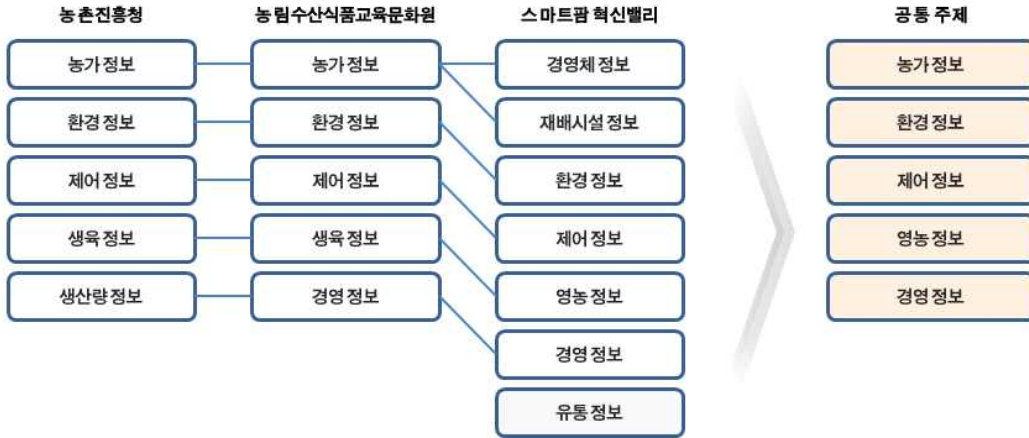 농촌진흥청
농가 정보
환경 정보
제어 정보
생육 정보
생산량 정보
농림수산식품교육문화원
농가 정보
환경 정보
제어 정보
생육 정보
경영 정보
스마트팜 혁신밸리
경영체 정보
재배시설 정보
환경 정보
제어 정보
영농 정보
경영 정보
유통 정보
공통 주제
농가 정보
환경 정보
제어 정보
영농 정보
경영 정보